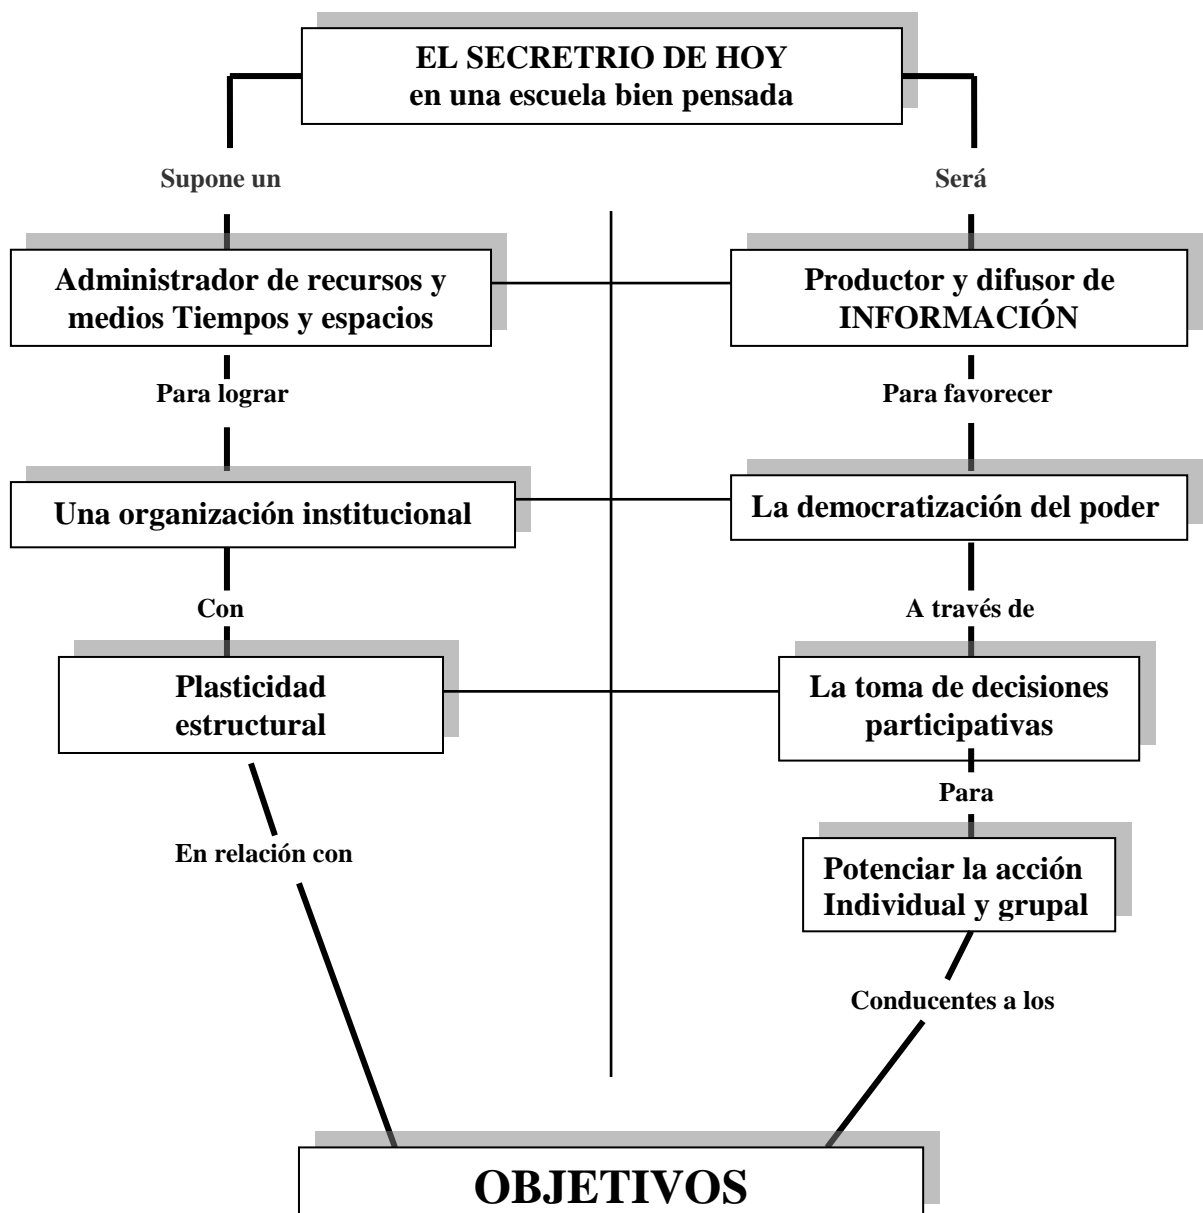 EL SECRETRIO DE HOY
en una escuela bien pensada
Supone un
Será
Administrador de recursos y
medios Tiempos y espacios
Productor y difusor de
INFORMACIÓN
Para lograr
Para favorecer
Una organización institucional
La democratización del poder
Con
A través de
Plasticidad
estructural
La toma de decisiones
participativas
Para
En relación con
Potenciar la acción
Individual y grupal
Conducentes a los
OBJETIVOS